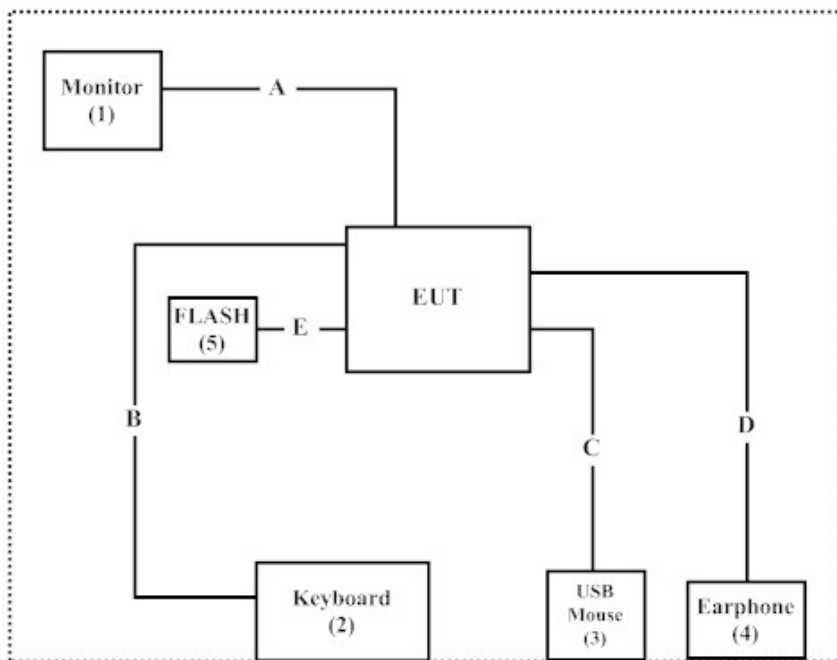 Monitor
(1)
A
EUT
FLASH
(5)
E
B
C
D
Keyboard
(2)
USB
Mouse
(3)
Earphone
(4)